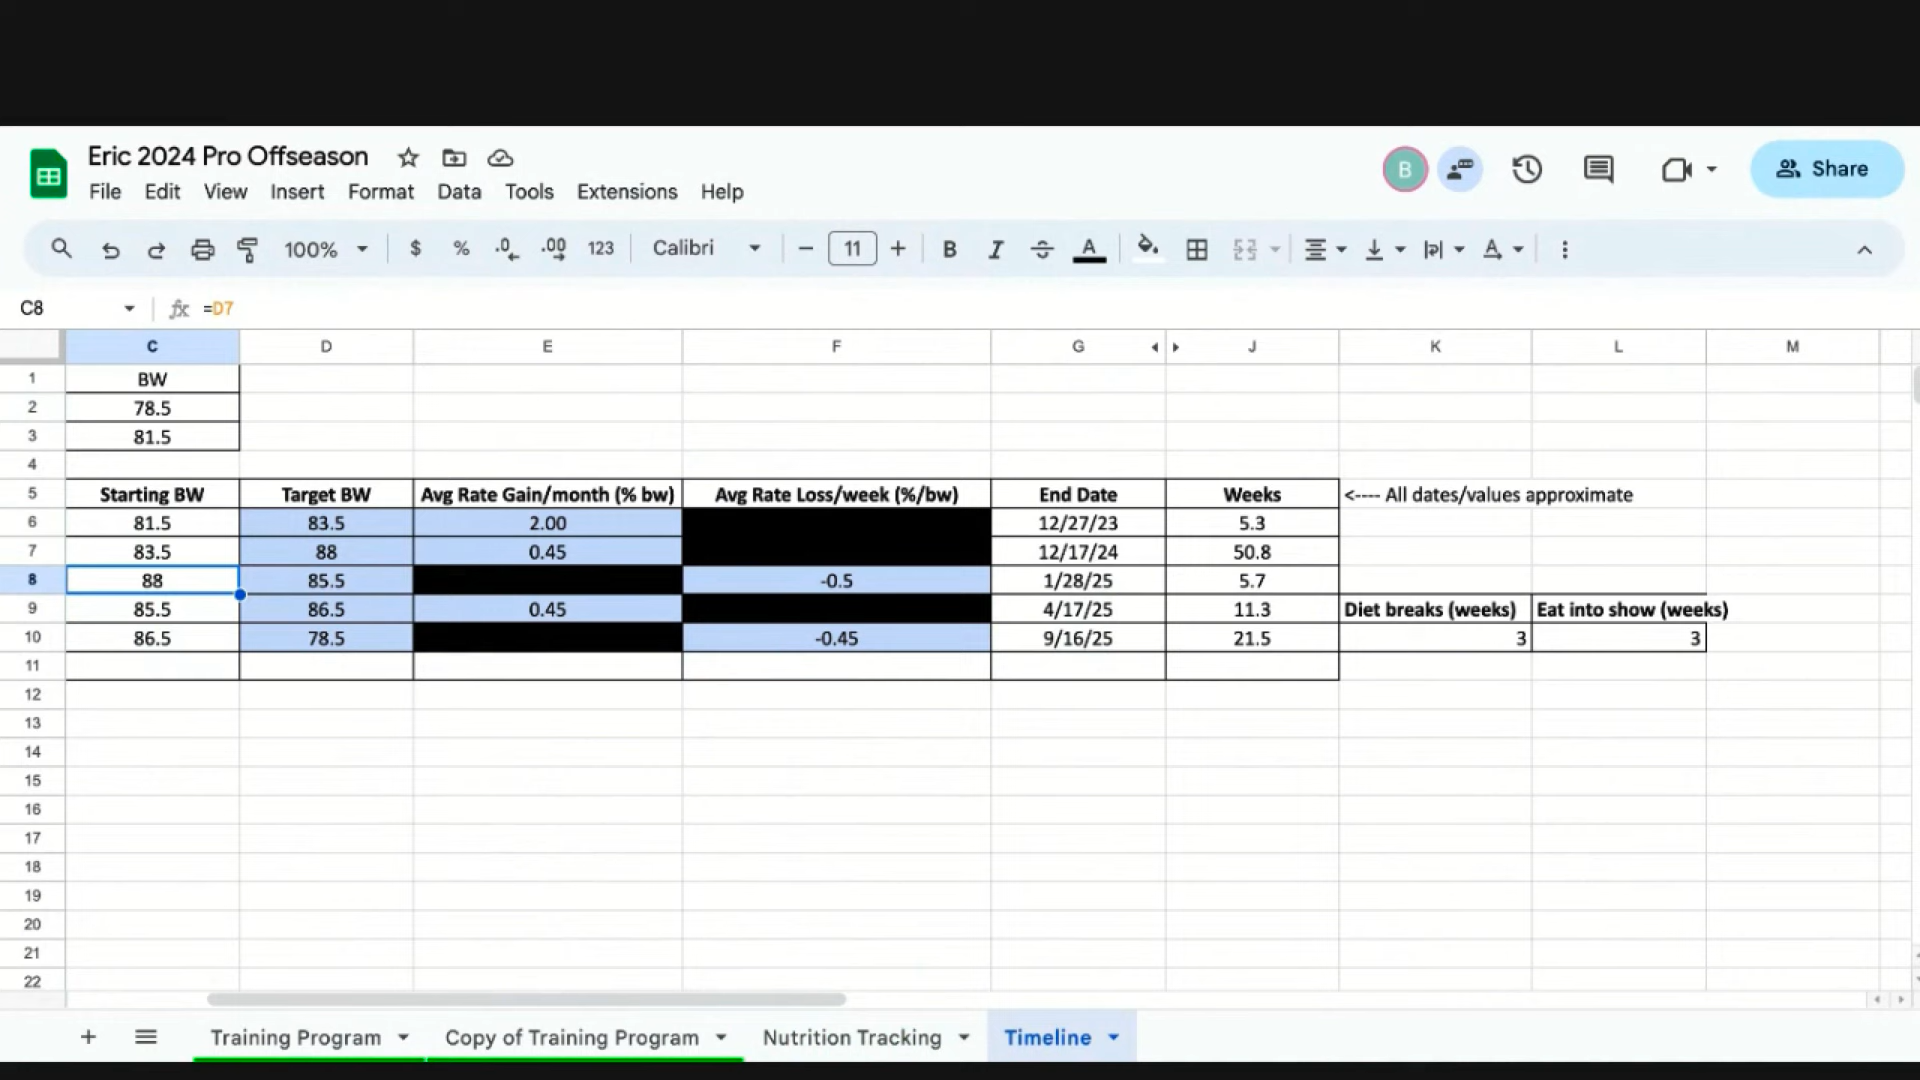 Eric 2024 Pro Offseason
B
Share
File Edit View Insert Format Data Tools Extensions Help
100% $ % .0 .00 123 Calibri 11 B I A
C8 fx =D7
C D E F G J K L M
1 BW
2 78.5
3 81.5
4
5 Starting BW Target BW Avg Rate Gain/month (% bw) Avg Rate Loss/week (%/bw) End Date Weeks <---- All dates/values approximate
6 81.5 83.5 2.00 12/27/23 5.3
7 83.5 88 0.45 12/17/24 50.8
8 88 85.5 -0.5 1/28/25 5.7
9 85.5 86.5 0.45 4/17/25 11.3 Diet breaks (weeks) Eat into show (weeks)
10 86.5 78.5 -0.45 9/16/25 21.5 3 3
11
12
13
14
15
16
17
18
19
20
21
22
Training Program Copy of Training Program Nutrition Tracking Timeline